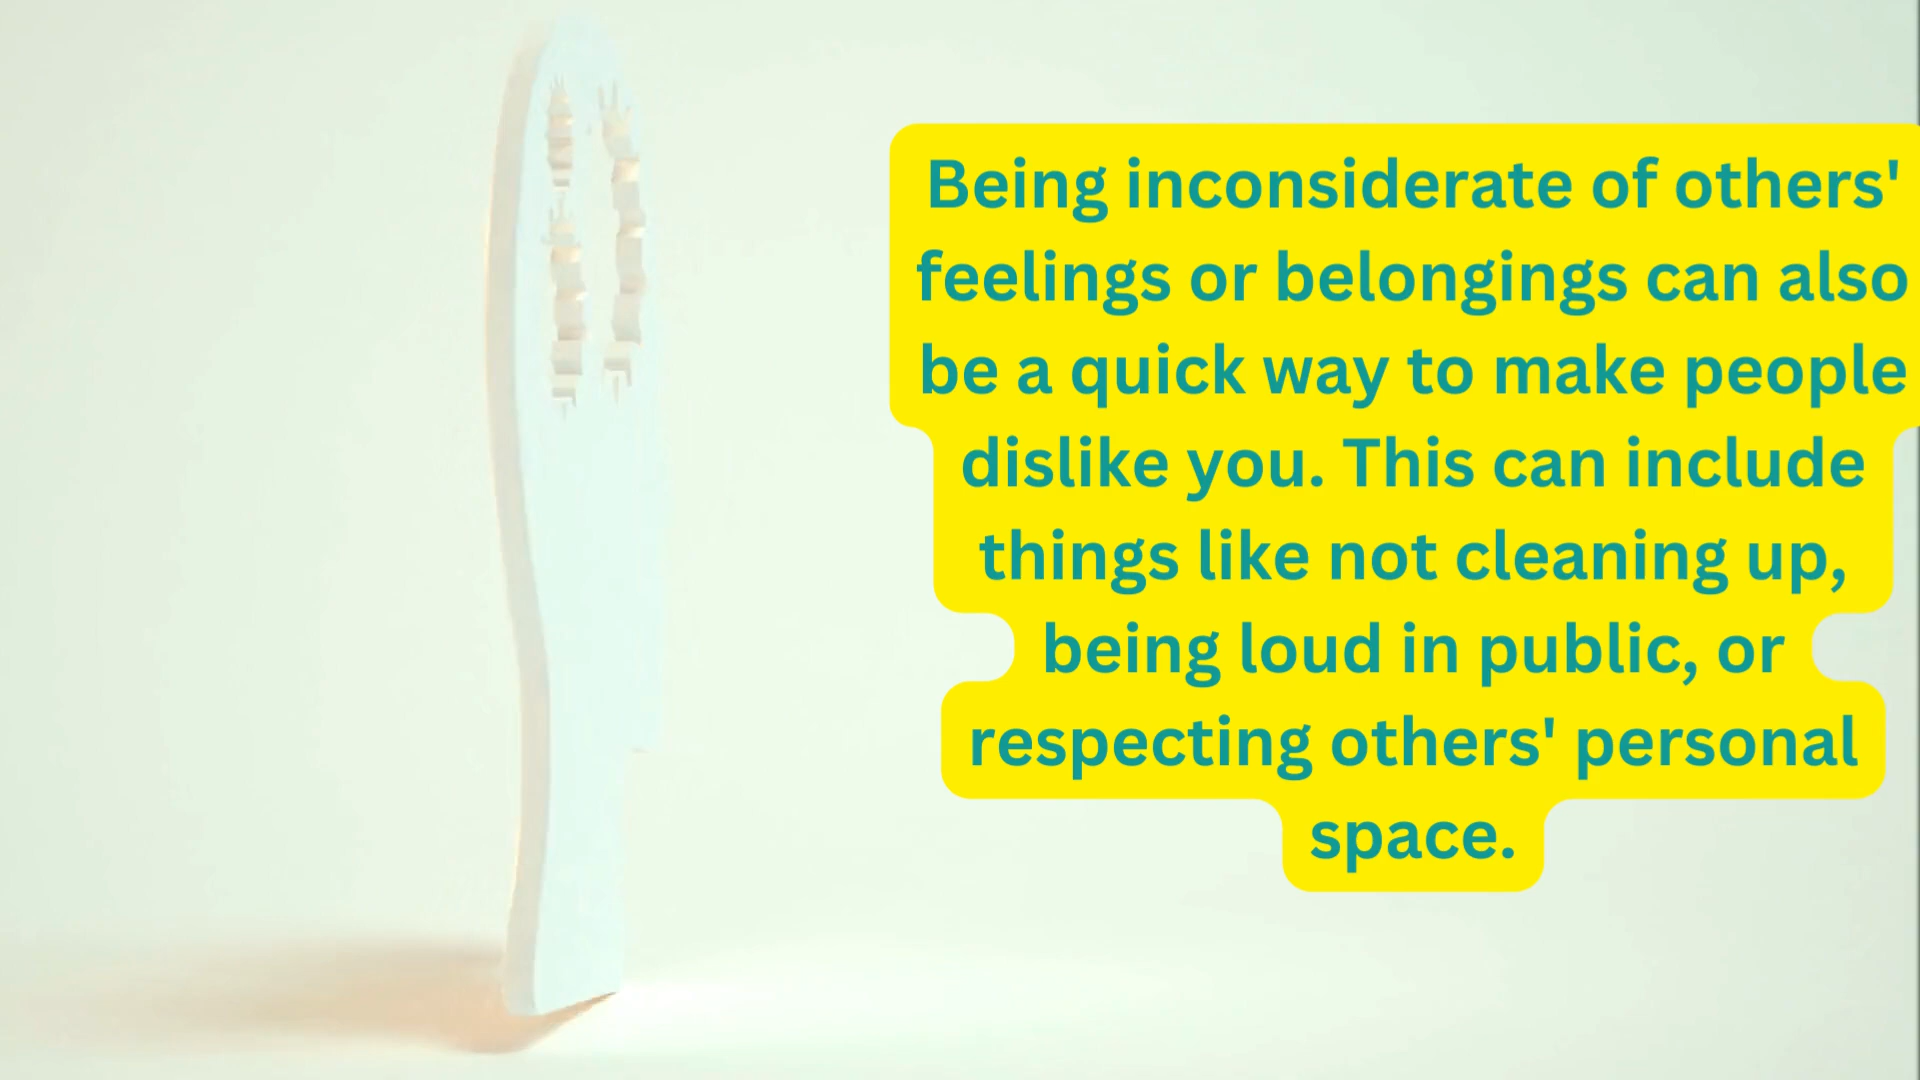 Being inconsiderate of others'
feelings or belongings can also
be a quick way to make people
dislike you. This can include
things like not cleaning up,
being loud in public, or
respecting others' personal
space.